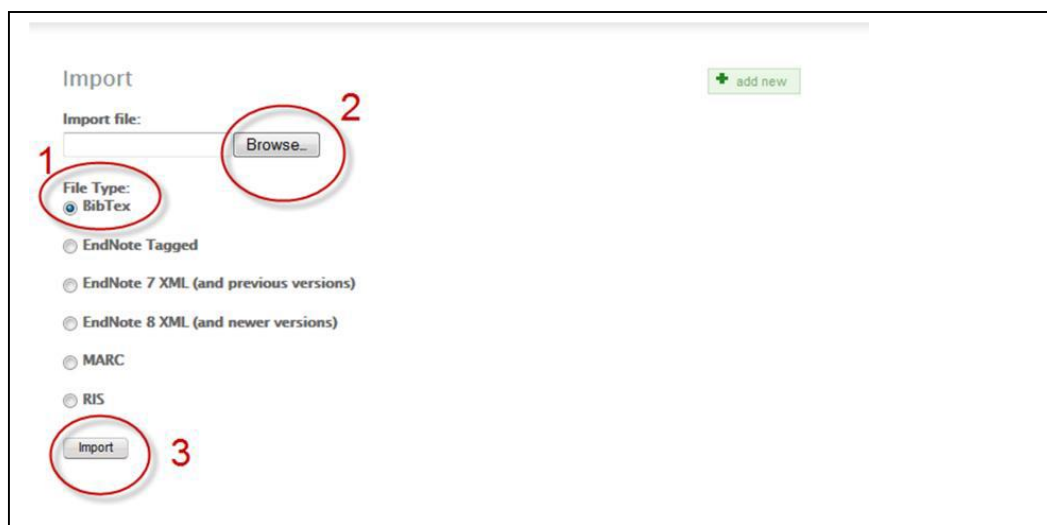 Import
add new
Import file:
2
Browse...
1
File Type:
BibTex
EndNote Tagged
EndNote 7 XML (and previous versions)
EndNote 8 XML (and newer versions)
MARC
RIS
Import
3